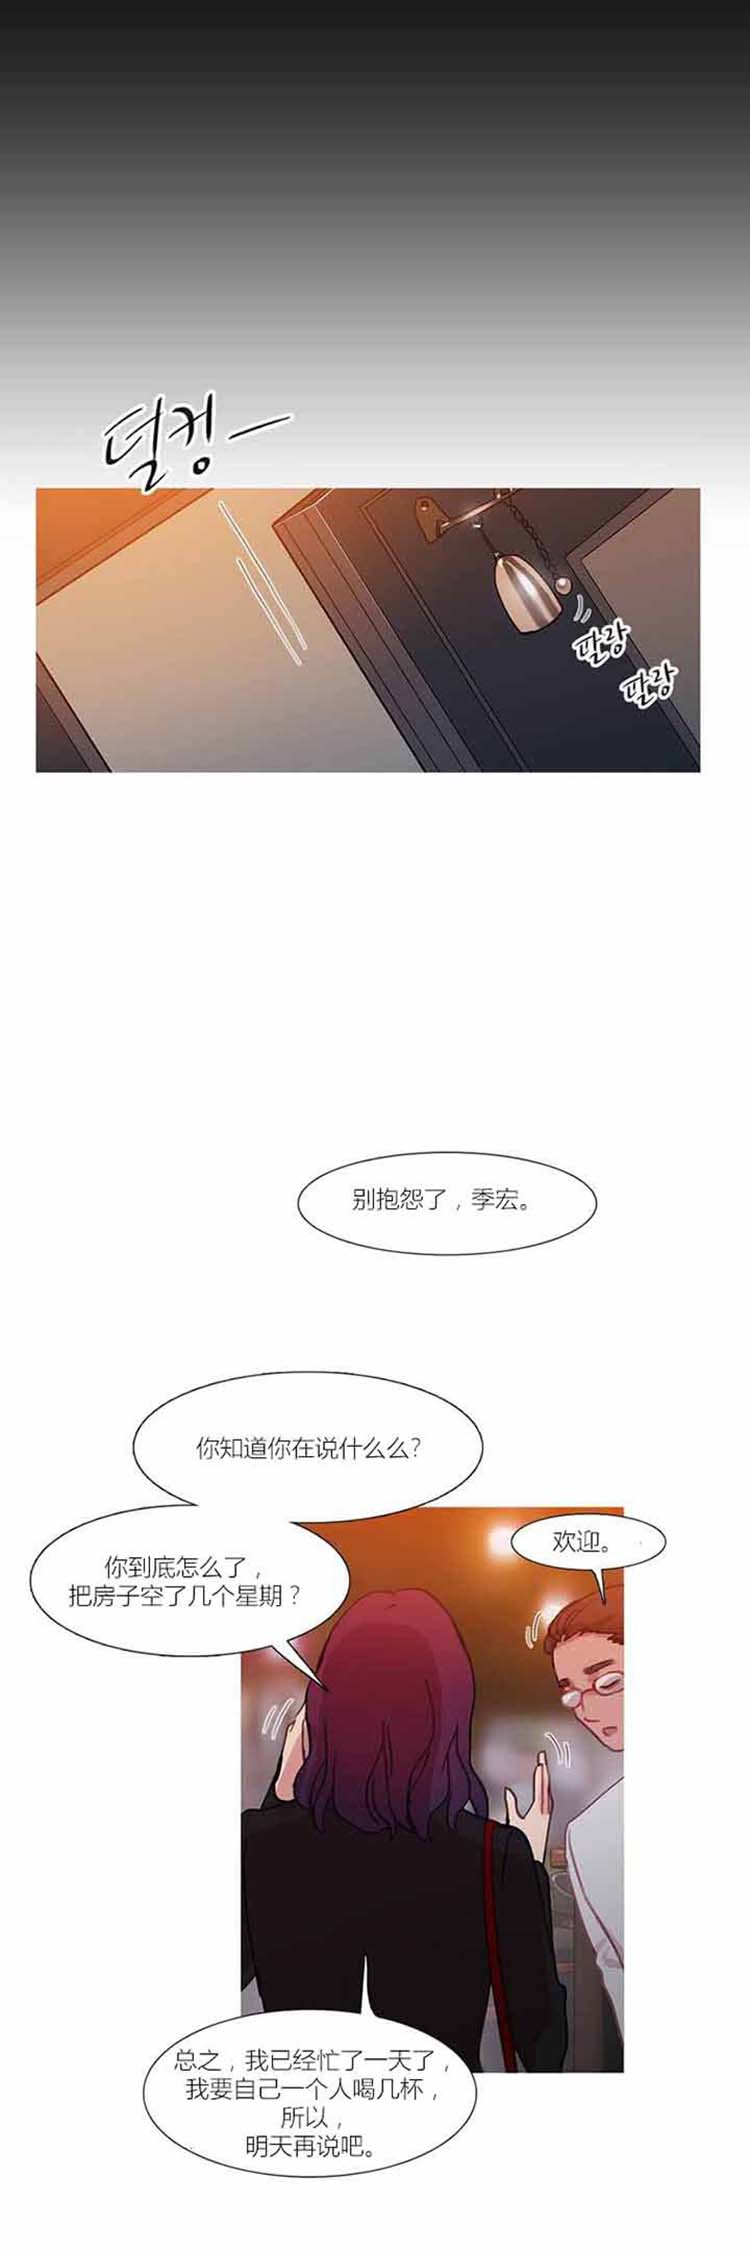 덜컹—
딸랑
딸랑
别抱怨了，季宏。
你知道你在说什么么?
欢迎。
你到底怎么了，
把房子空了几个星期？
总之，我已经忙了一天了，
我要自己一个人喝几杯，
所以，
明天再说吧。